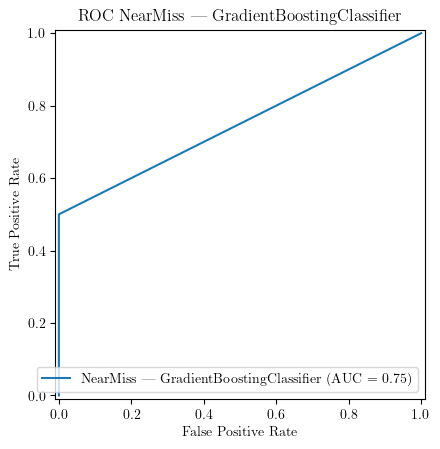 ROC NearMiss — GradientBoostingClassifier
1.0
0.8
0.6
0.4
0.2
0.0
True Positive Rate
NearMiss — GradientBoostingClassifier (AUC = 0.75)
0.0 0.2 0.4 0.6 0.8 1.0
False Positive Rate